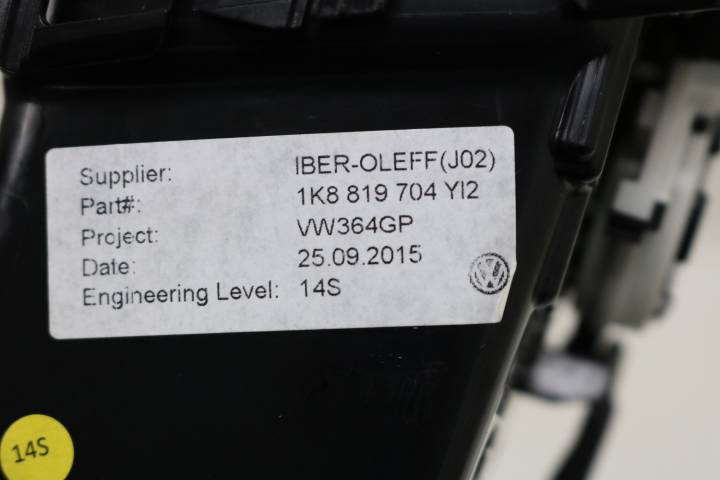 Supplier: IBER-OLEFF(J02)
Part#: 1K8 819 704 YI2
Project: VW364GP
Date: 25.09.2015
Engineering Level: 14S
14S